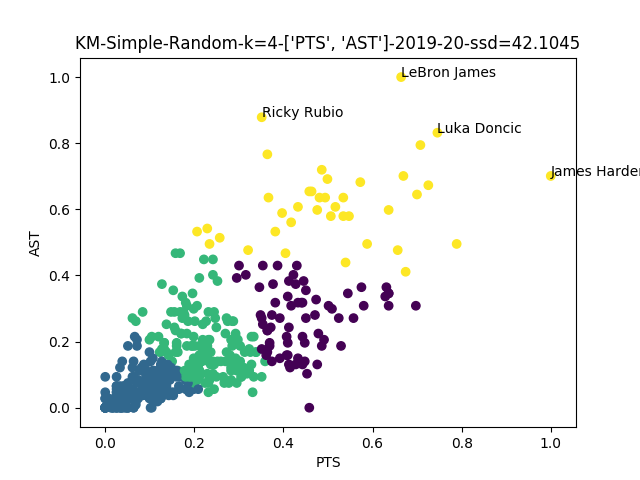 KM-Simple-Random-k=4-['PTS', 'AST']-2019-20-ssd=42.1045
LeBron James
Ricky Rubio
Luka Doncic
James Harden
AST
1.0
0.8
0.6
0.4
0.2
0.0
0.0 0.2 0.4 0.6 0.8 1.0
PTS